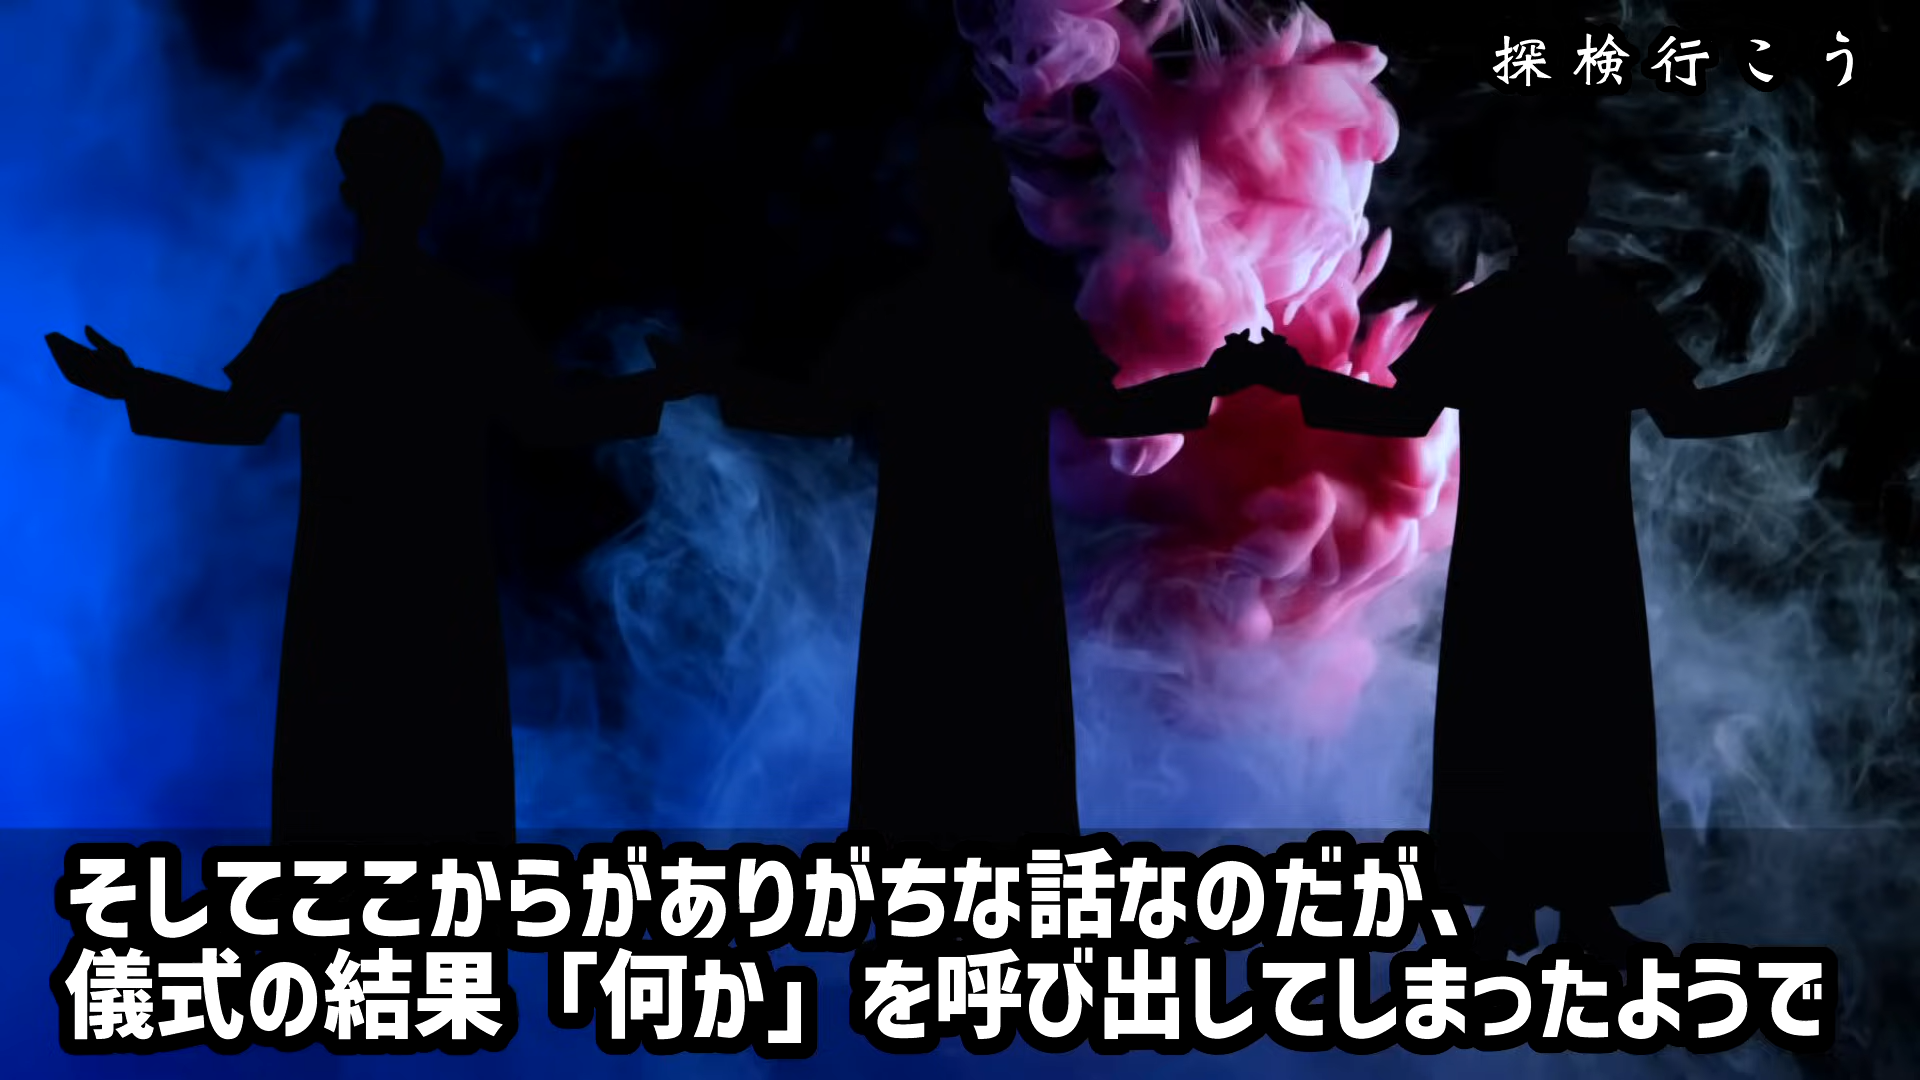 探検行こう
そしてここからがありがちな話なのだが、
儀式の結果「何か」を呼び出してしまったようで